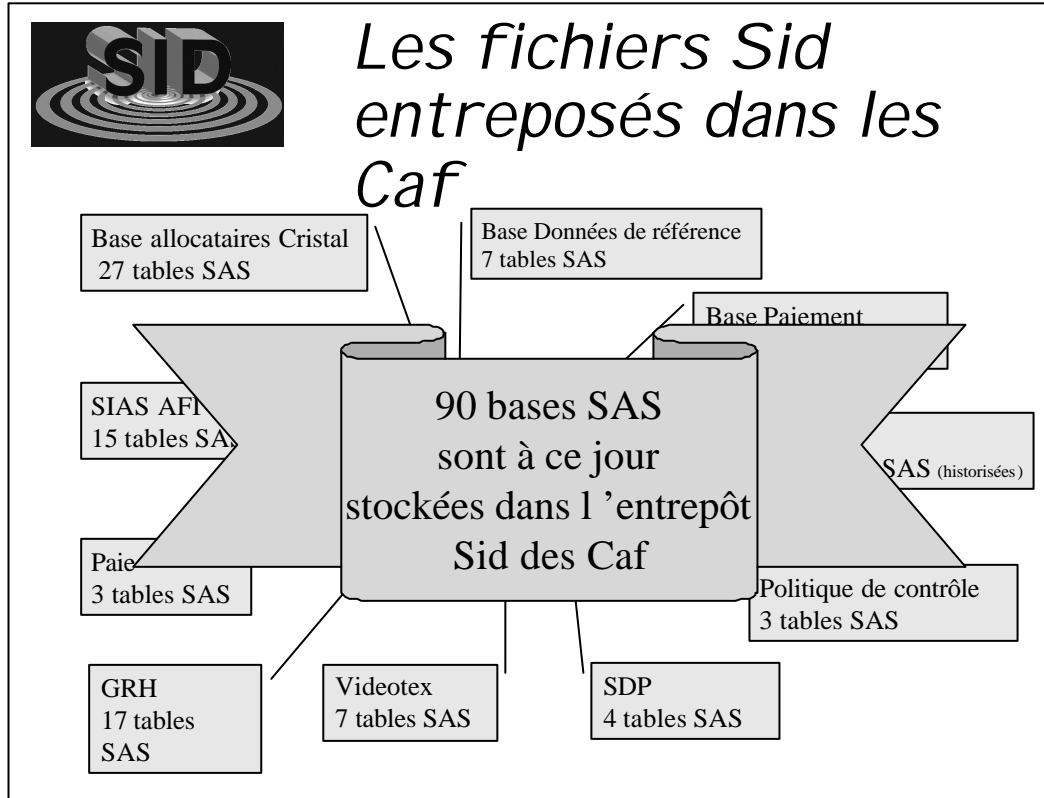 SID
Les fichiers Sid
entreposés dans les
Caf
Base allocataires Cristal
27 tables SAS
Base Données de référence
7 tables SAS
Base Paiement
SIAS
15 tables
90 bases SAS
sont à ce jour
stockées dans l ’entrepôt
Sid des Caf
SAS (historisées)
Paie
3 tables SAS
Politique de contrôle
3 tables SAS
GRH
17 tables
SAS
Videotex
7 tables SAS
SDP
4 tables SAS